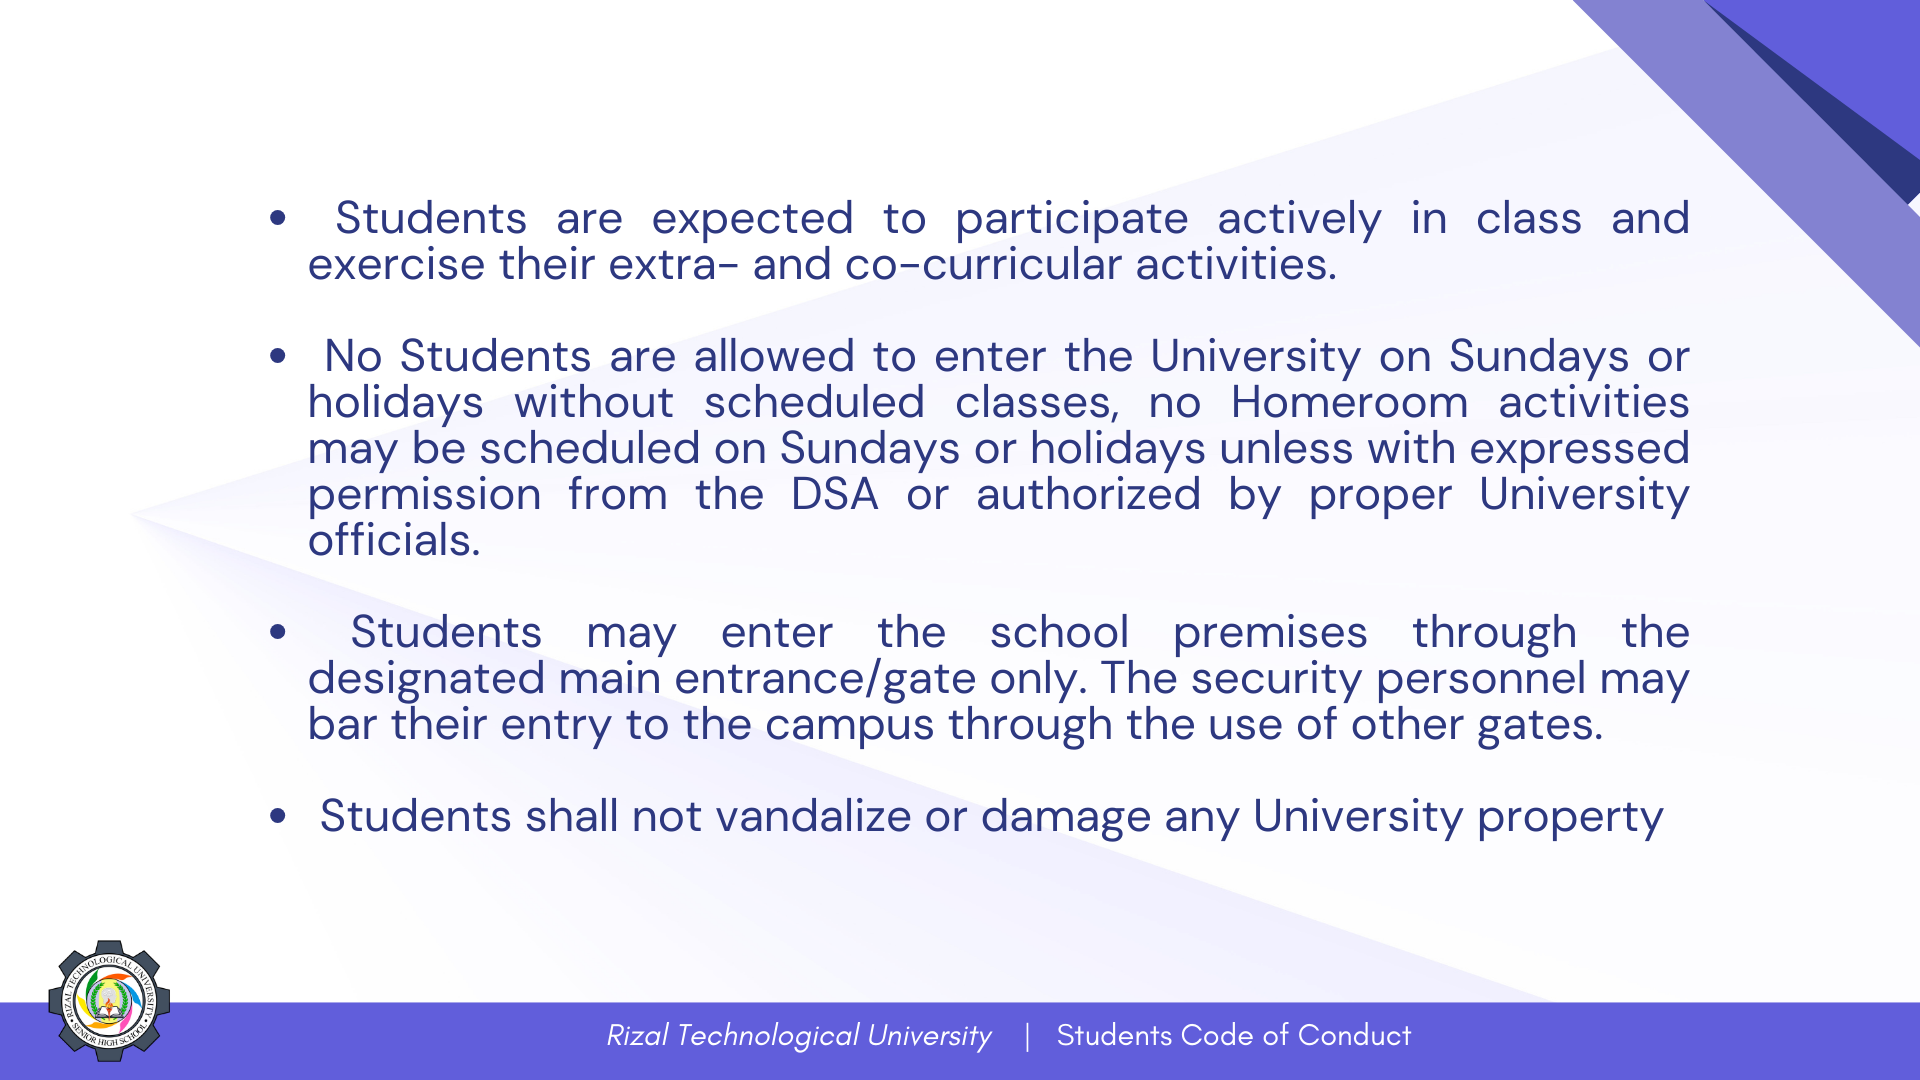 • Students are expected to participate actively in class and
exercise their extra- and co-curricular activities.
• No Students are allowed to enter the University on Sundays or
holidays without scheduled classes, no Homeroom activities
may be scheduled on Sundays or holidays unless with expressed
permission from the DSA or authorized by proper University
officials.
• Students may enter the school premises through the
designated main entrance/gate only. The security personnel may
bar their entry to the campus through the use of other gates.
• Students shall not vandalize or damage any University property
RIZAL TECHNOLOGICAL UNIVERSITY
• SENIOR HIGH SCHOOL •
Rizal Technological University | Students Code of Conduct